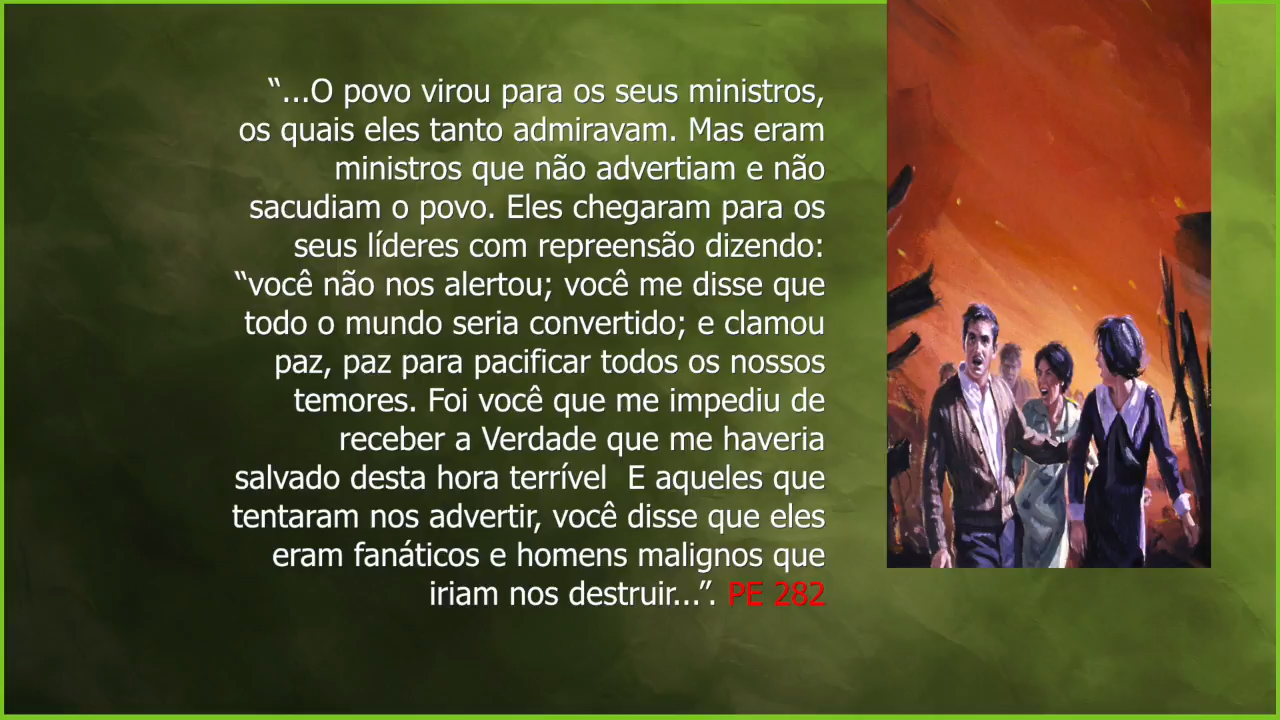 “...O povo virou para os seus ministros,
os quais eles tanto admiravam. Mas eram
ministros que não advertiam e não
sacudiam o povo. Eles chegaram para os
seus líderes com repreensão dizendo:
“você não nos alertou; você me disse que
todo o mundo seria convertido; e clamou
paz, paz para pacificar todos os nossos
temores. Foi você que me impediu de
receber a Verdade que me haveria
salvado desta hora terrível  E aqueles que
tentaram nos advertir, você disse que eles
eram fanáticos e homens malignos que
iriam nos destruir...”. PE 282